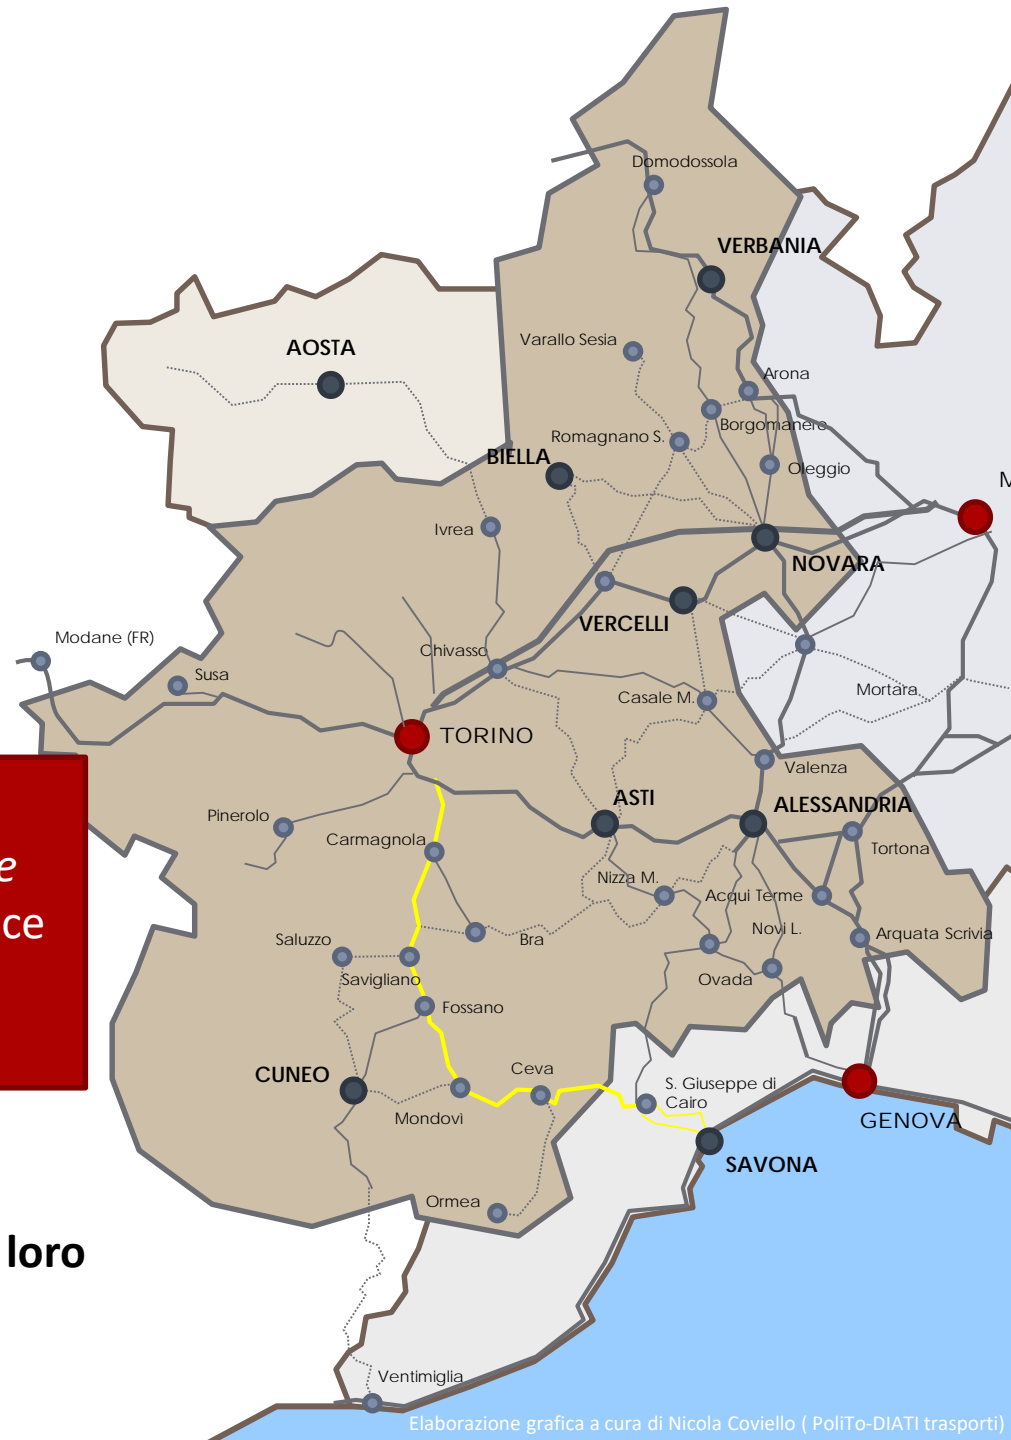 Domodossola
VERBANIA
Varallo Sesia
AOSTA
Arona
Borgomanero
Romagnano S.
BIELLA
Oleggio
M
Ivrea
NOVARA
VERCELLI
Modane (FR)
Chivasso
Susa
Casale M.
Mortara
TORINO
Valenza
ASTI
ALESSANDRIA
Pinerolo
Carmagnola
Tortona
e
Nizza M.
Acqui Terme
ce
Novi L.
Arquata Scrivia
Saluzzo
Bra
Savigliano
Ovada
Fossano
Ceva
CUNEO
S. Giuseppe di
Cairo
Mondovì
GENOVA
SAVONA
Ormea
loro
Ventimiglia
Elaborazione grafica a cura di Nicola Coviello ( PoliTo-DIATI trasporti)